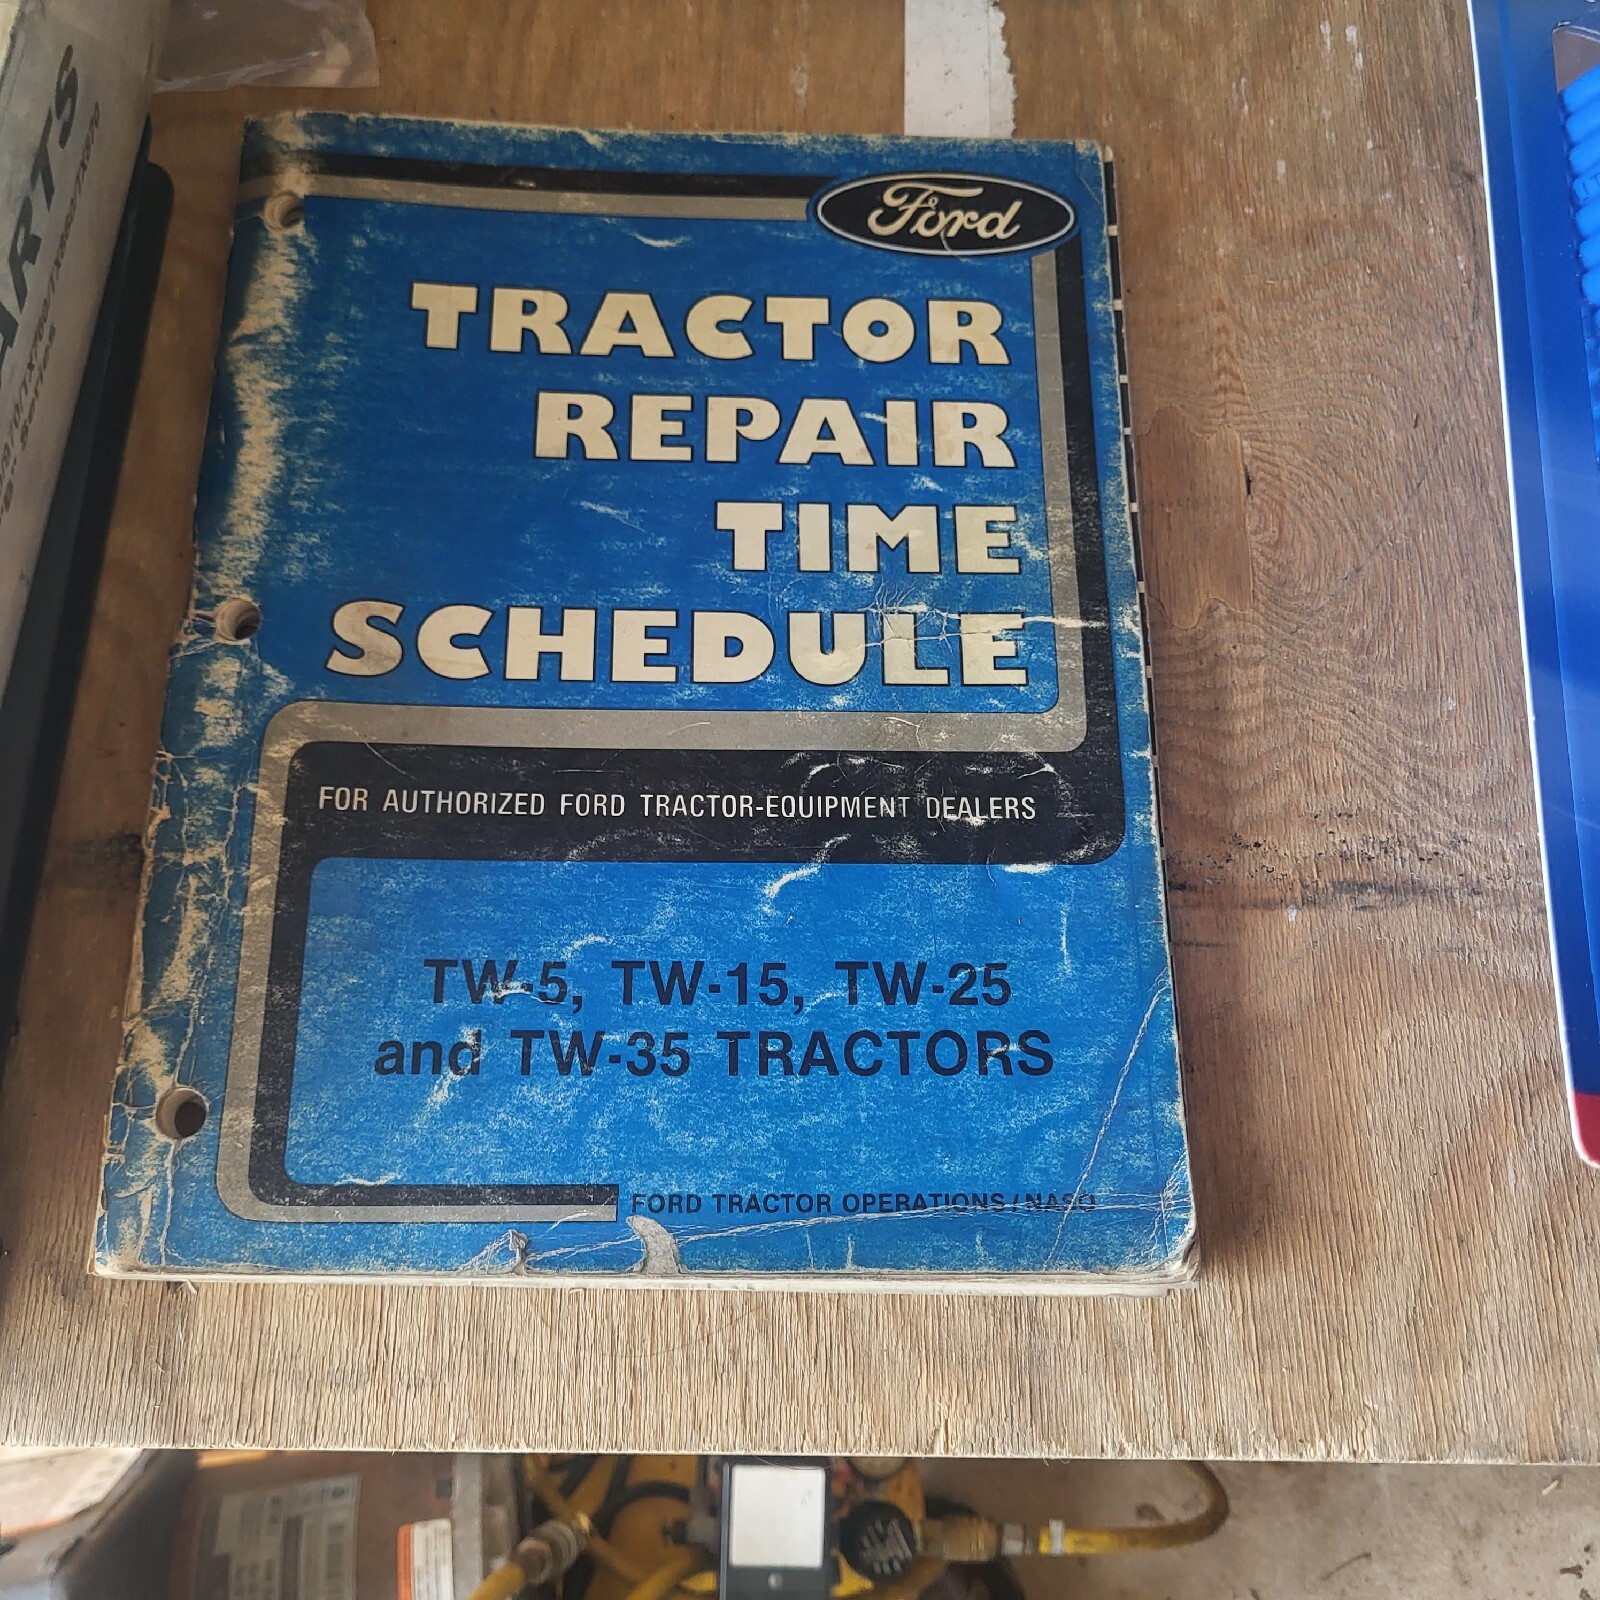 Ford
TRACTOR
REPAIR
TIME
SCHEDULE
FOR AUTHORIZED FORD TRACTOR-EQUIPMENT DEALERS
TW-5, TW-15, TW-25
and TW-35 TRACTORS
FORD TRACTOR OPERATIONS/NASO
Series